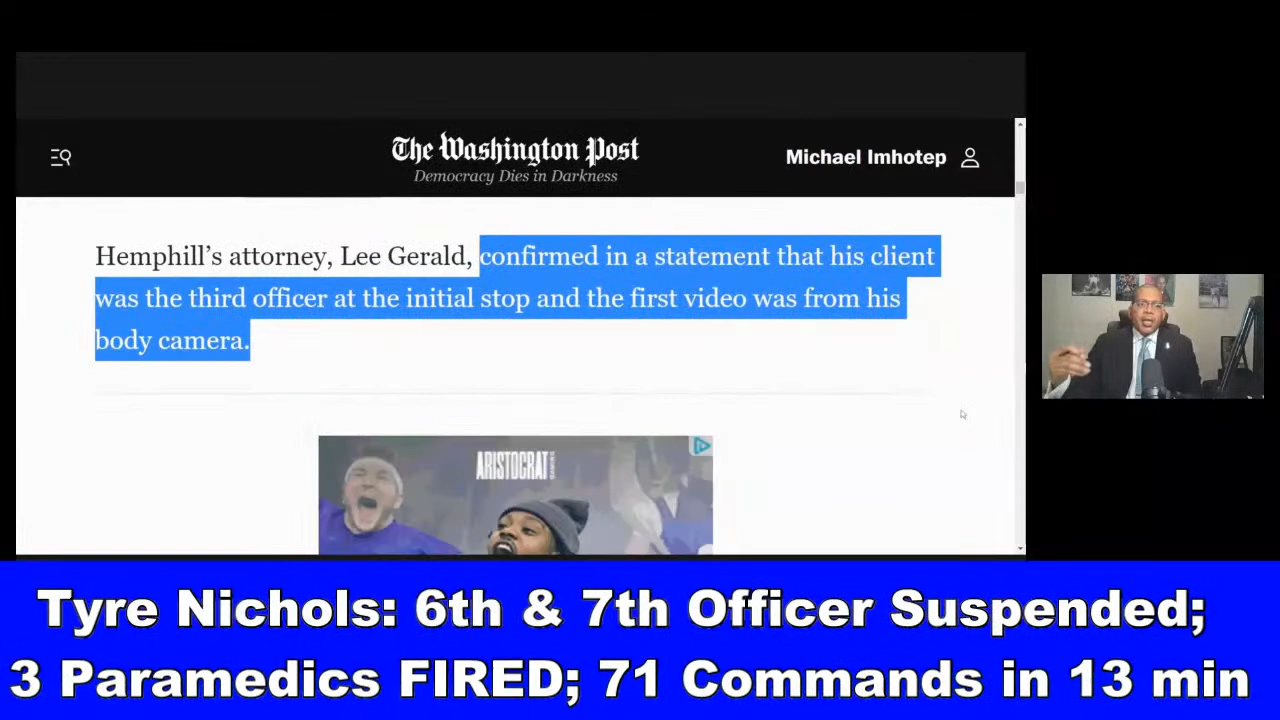 The Washington Post
Democracy Dies in Darkness
Michael Imhotep
Hemphill’s attorney, Lee Gerald, confirmed in a statement that his client
was the third officer at the initial stop and the first video was from his
body camera.
ARISTOCRAT
Tyre Nichols: 6th & 7th Officer Suspended;
3 Paramedics FIRED; 71 Commands in 13 min